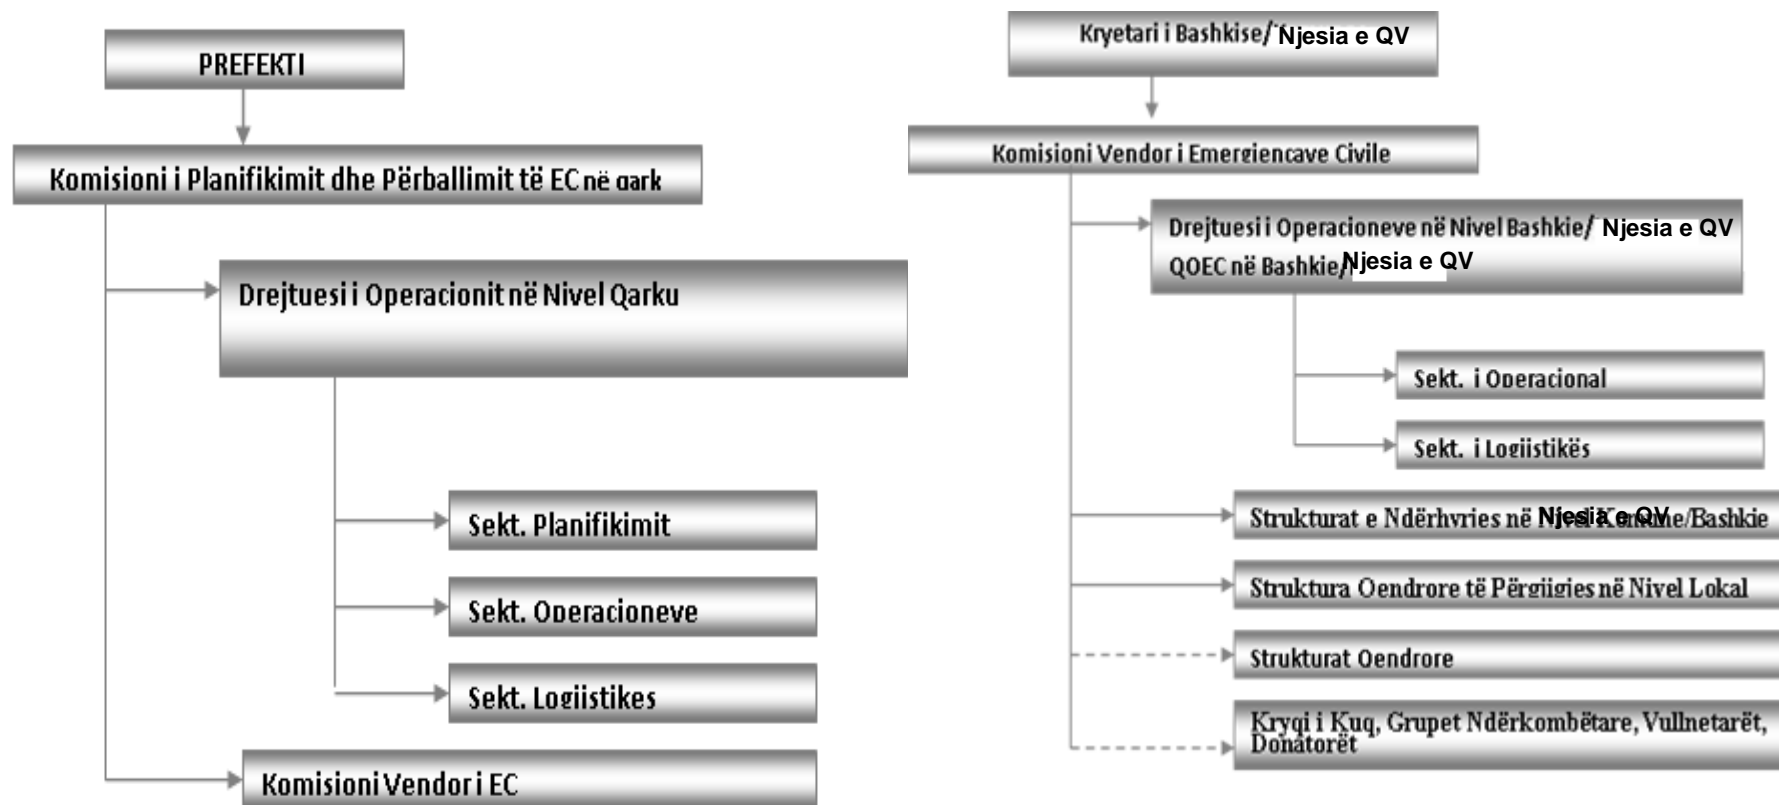 PREFEKTI
Komisioni i Planifikimit dhe Përballimit të EC në qark
Drejtuesi i Operacionit në Nivel Qarku
Sekt. Planifikimit
Sekt. Operacioneve
Sekt. Logjistikes
Komisioni Vendor i EC
Kryetari i Bashkise/ Njesia e QV
Komisioni Vendor i Emergjencave Civile
Drejtuesi i Operacioneve në Nivel Bashkie/ Njesia e QV
QOEC në Bashkie/ Njesia e QV
Sekt. i Operacional
Sekt. i Logjistikës
Strukturat e Ndërhyries në Njesia e QV /Bashkie
Struktura Qendrore të Përgjigjes në Nivel Lokal
Strukturat Qendrore
Kryqi i Kuq, Grupet Ndërkombëtare, Vullnetarët,
Donatorët